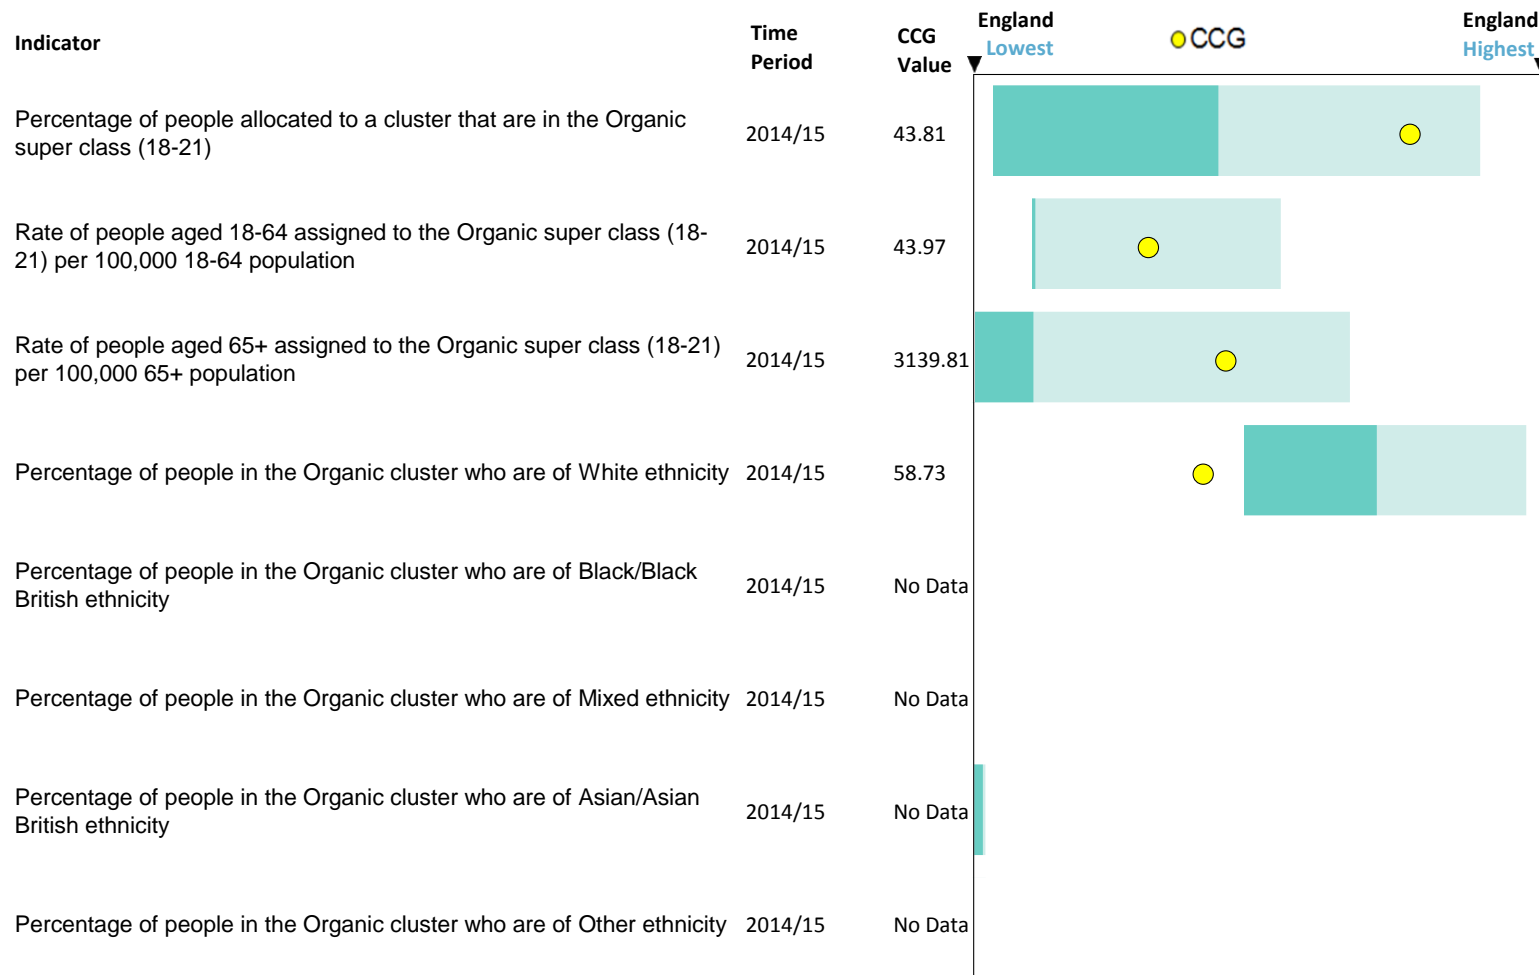 Indicator
Time
Period
CCG
Value
England
Lowest
CCG
England
Highest
Percentage of people allocated to a cluster that are in the Organic
super class (18-21)
2014/15
43.81
Rate of people aged 18-64 assigned to the Organic super class (18-
21) per 100,000 18-64 population
2014/15
43.97
Rate of people aged 65+ assigned to the Organic super class (18-21)
per 100,000 65+ population
2014/15
3139.81
Percentage of people in the Organic cluster who are of White ethnicity
2014/15
58.73
Percentage of people in the Organic cluster who are of Black/Black
British ethnicity
2014/15
No Data
Percentage of people in the Organic cluster who are of Mixed ethnicity
2014/15
No Data
Percentage of people in the Organic cluster who are of Asian/Asian
British ethnicity
2014/15
No Data
Percentage of people in the Organic cluster who are of Other ethnicity
2014/15
No Data